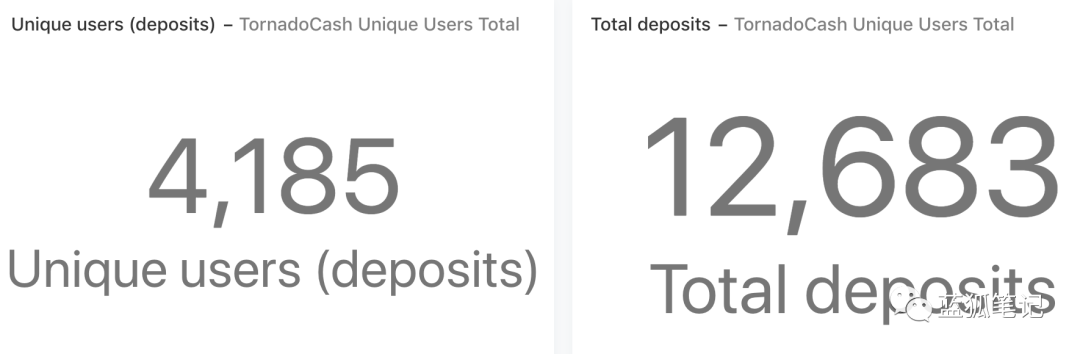 Unique users (deposits) – TornadoCash Unique Users Total
4,185
Unique users (deposits)
Total deposits – TornadoCash Unique Users Total
12,683
Total deposits
蓝狐笔记